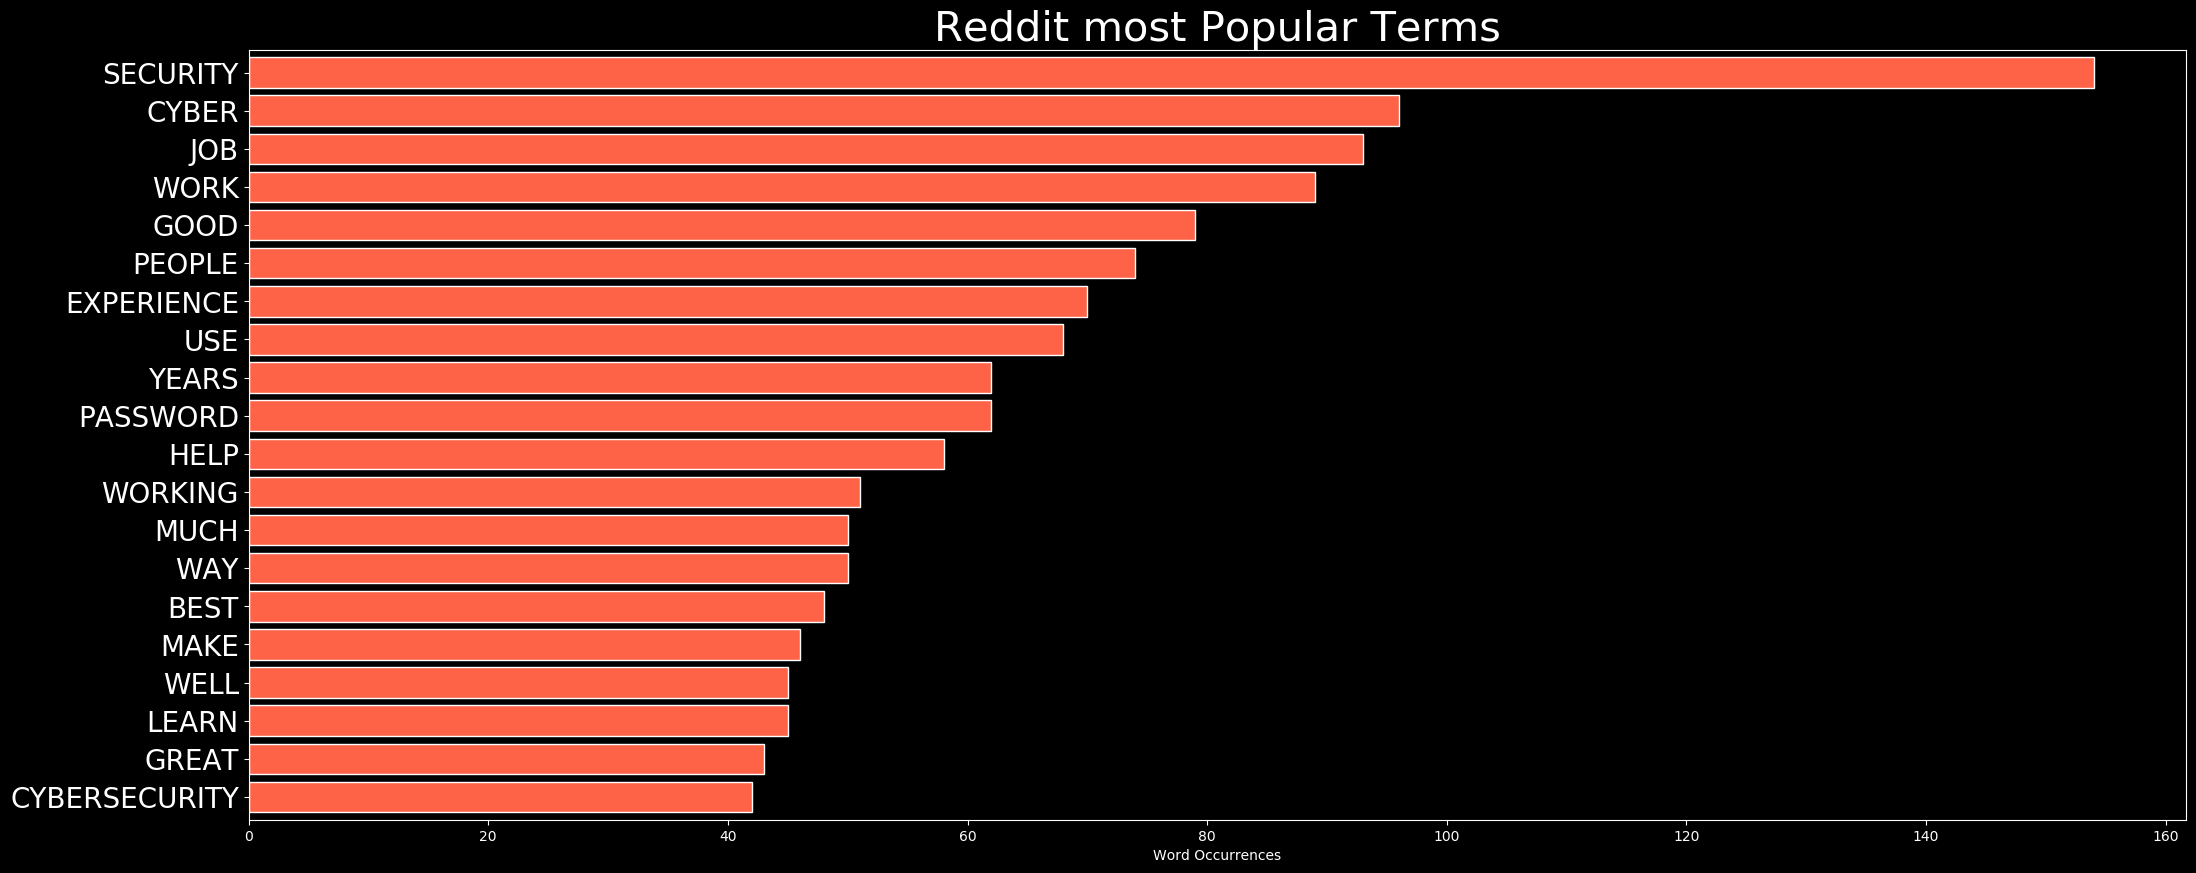 Reddit most Popular Terms
SECURITY
CYBER
JOB
WORK
GOOD
PEOPLE
EXPERIENCE
USE
YEARS
PASSWORD
HELP
WORKING
MUCH
WAY
BEST
MAKE
WELL
LEARN
GREAT
CYBERSECURITY
0 20 40 60 80 100 120 140 160
Word Occurrences